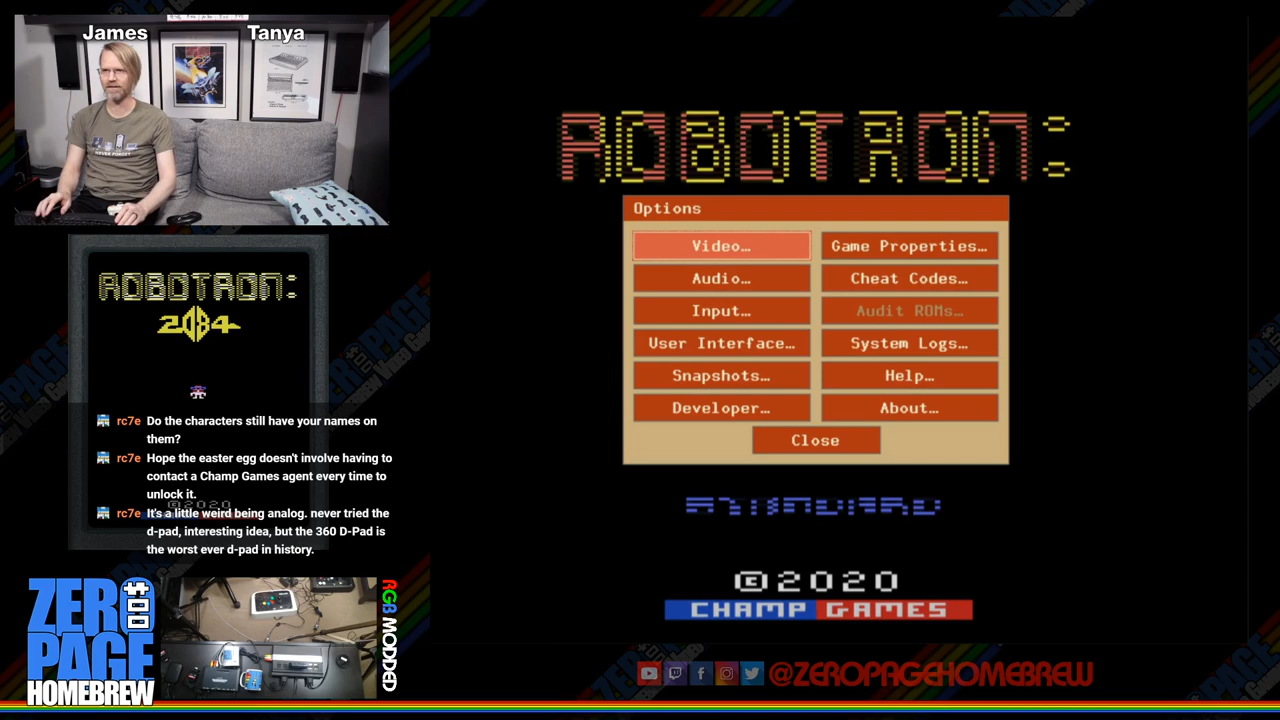 James
Tanya
NEVER FORGET
ROBOTRON:
2084
rc7e Do the characters still have your names on
them?
rc7e Hope the easter egg doesn't involve having to
contact a Champ Games agent every time to
unlock it.
©2020
rc7e It's a little weird being analog. never tried the
d-pad, interesting idea, but the 360 D-Pad is
the worst ever d-pad in history.
ZERO
PAGE
HOMEBREW
RGB MODDED
ROBOTRON:
Options
Video…
Game Properties…
Audio…
Cheat Codes…
Input…
Audit ROMs…
User Interface…
System Logs…
Snapshots…
Help…
Developer…
About…
Close
©2020
CHAMP GAMES
@ZEROPAGEHOMEBREW